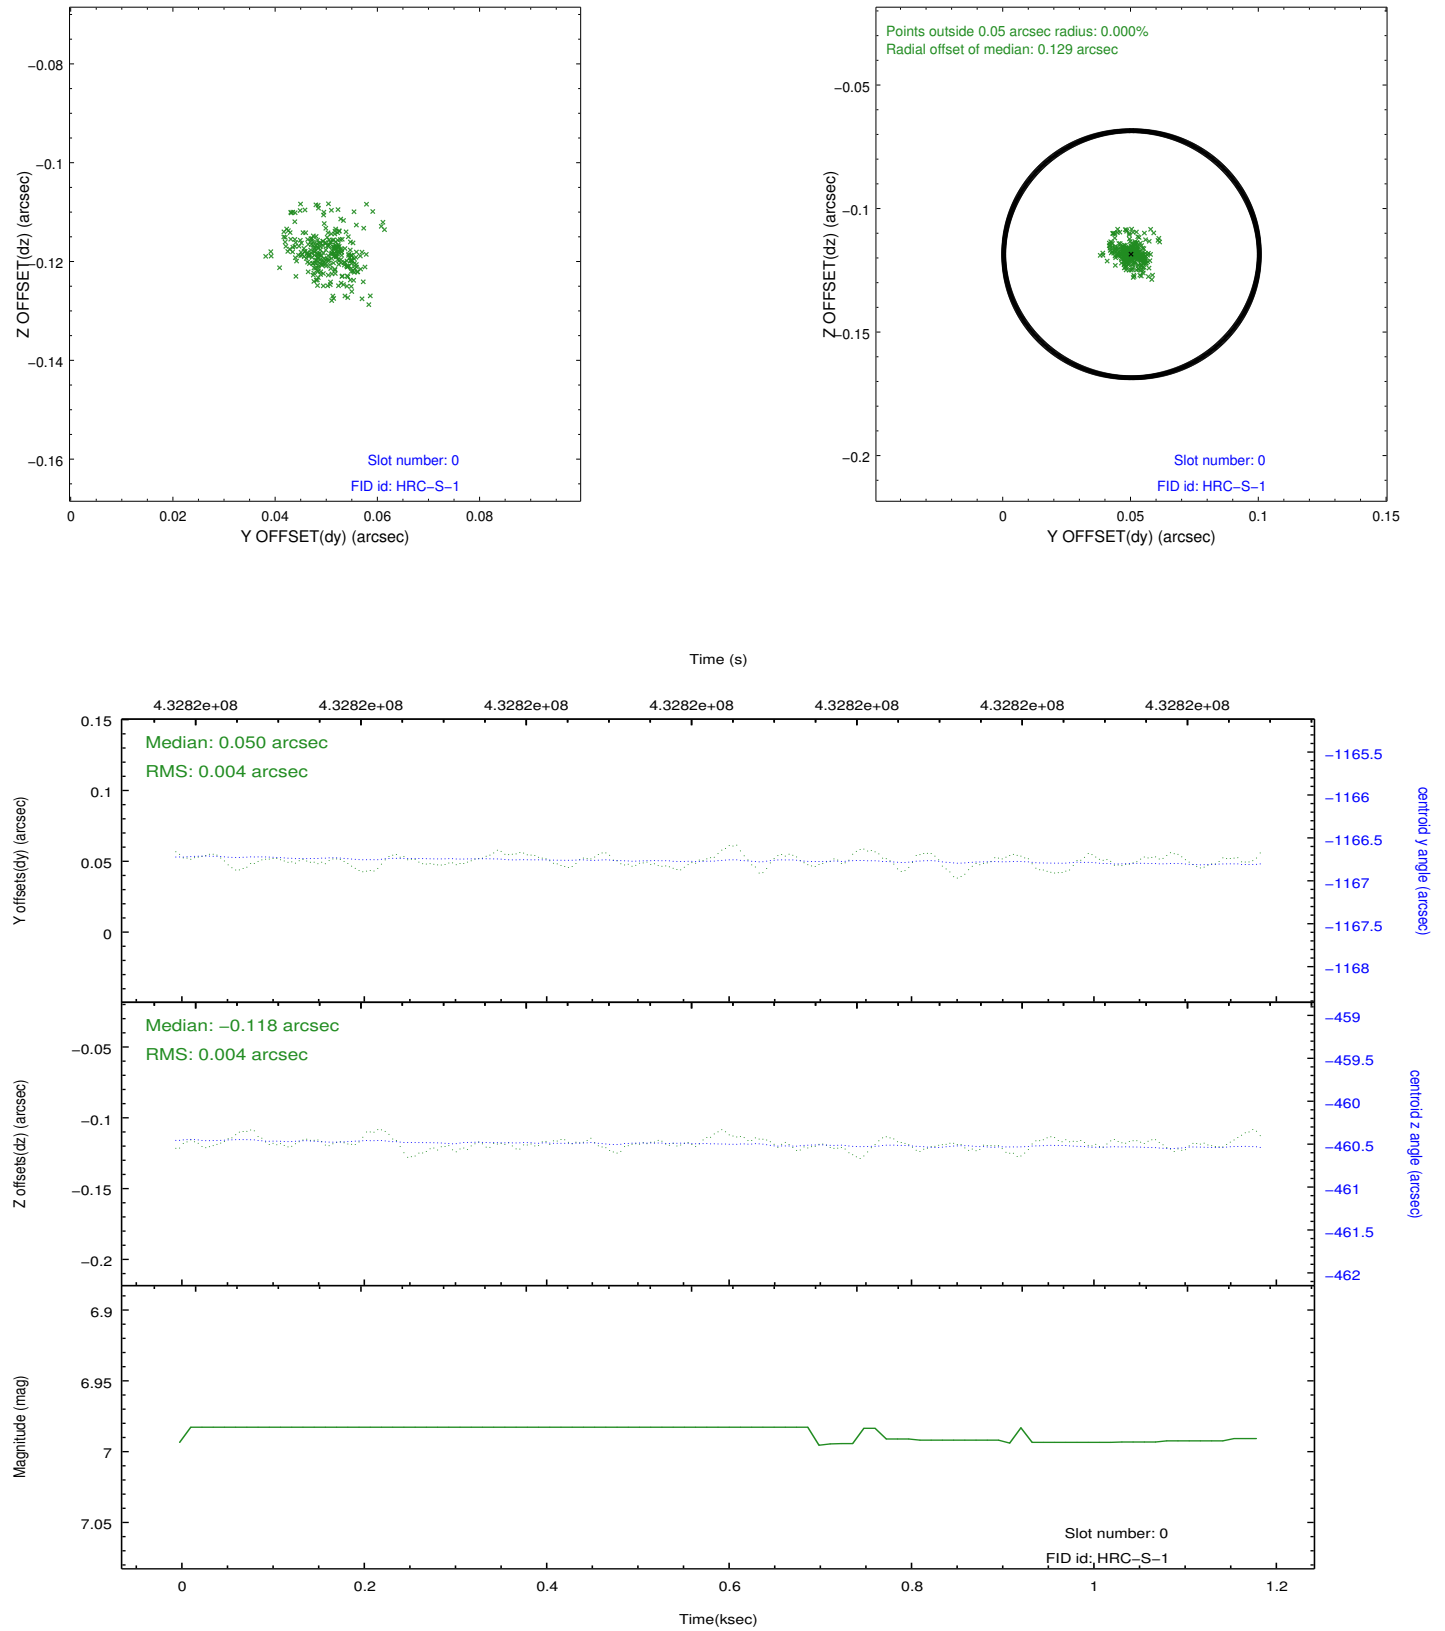 −0.08
−0.1
−0.12
−0.14
−0.16
Z OFFSET(dz) (arcsec)
Slot number: 0
FID id: HRC−S−1
0
0.02
0.04
0.06
0.08
Y OFFSET(dy) (arcsec)
Points outside 0.05 arcsec radius: 0.000%
Radial offset of median: 0.129 arcsec
−0.05
−0.1
−0.15
−0.2
Z OFFSET(dz) (arcsec)
Slot number: 0
FID id: HRC−S−1
0
0.05
0.1
0.15
Y OFFSET(dy) (arcsec)
Time (s)
4.3282e+08
4.3282e+08
4.3282e+08
4.3282e+08
4.3282e+08
4.3282e+08
4.3282e+08
0.15
0.1
0.05
0
Y offsets(dy) (arcsec)
Median: 0.050 arcsec
RMS: 0.004 arcsec
−1165.5
−1166
−1166.5
−1167
−1167.5
−1168
centroid y angle (arcsec)
−0.05
−0.1
−0.15
−0.2
Z offsets(dz) (arcsec)
Median: −0.118 arcsec
RMS: 0.004 arcsec
−459
−459.5
−460
−460.5
−461
−461.5
−462
centroid z angle (arcsec)
6.9
6.95
7
7.05
Magnitude (mag)
Slot number: 0
FID id: HRC−S−1
0
0.2
0.4
0.6
0.8
1
1.2
Time(ksec)